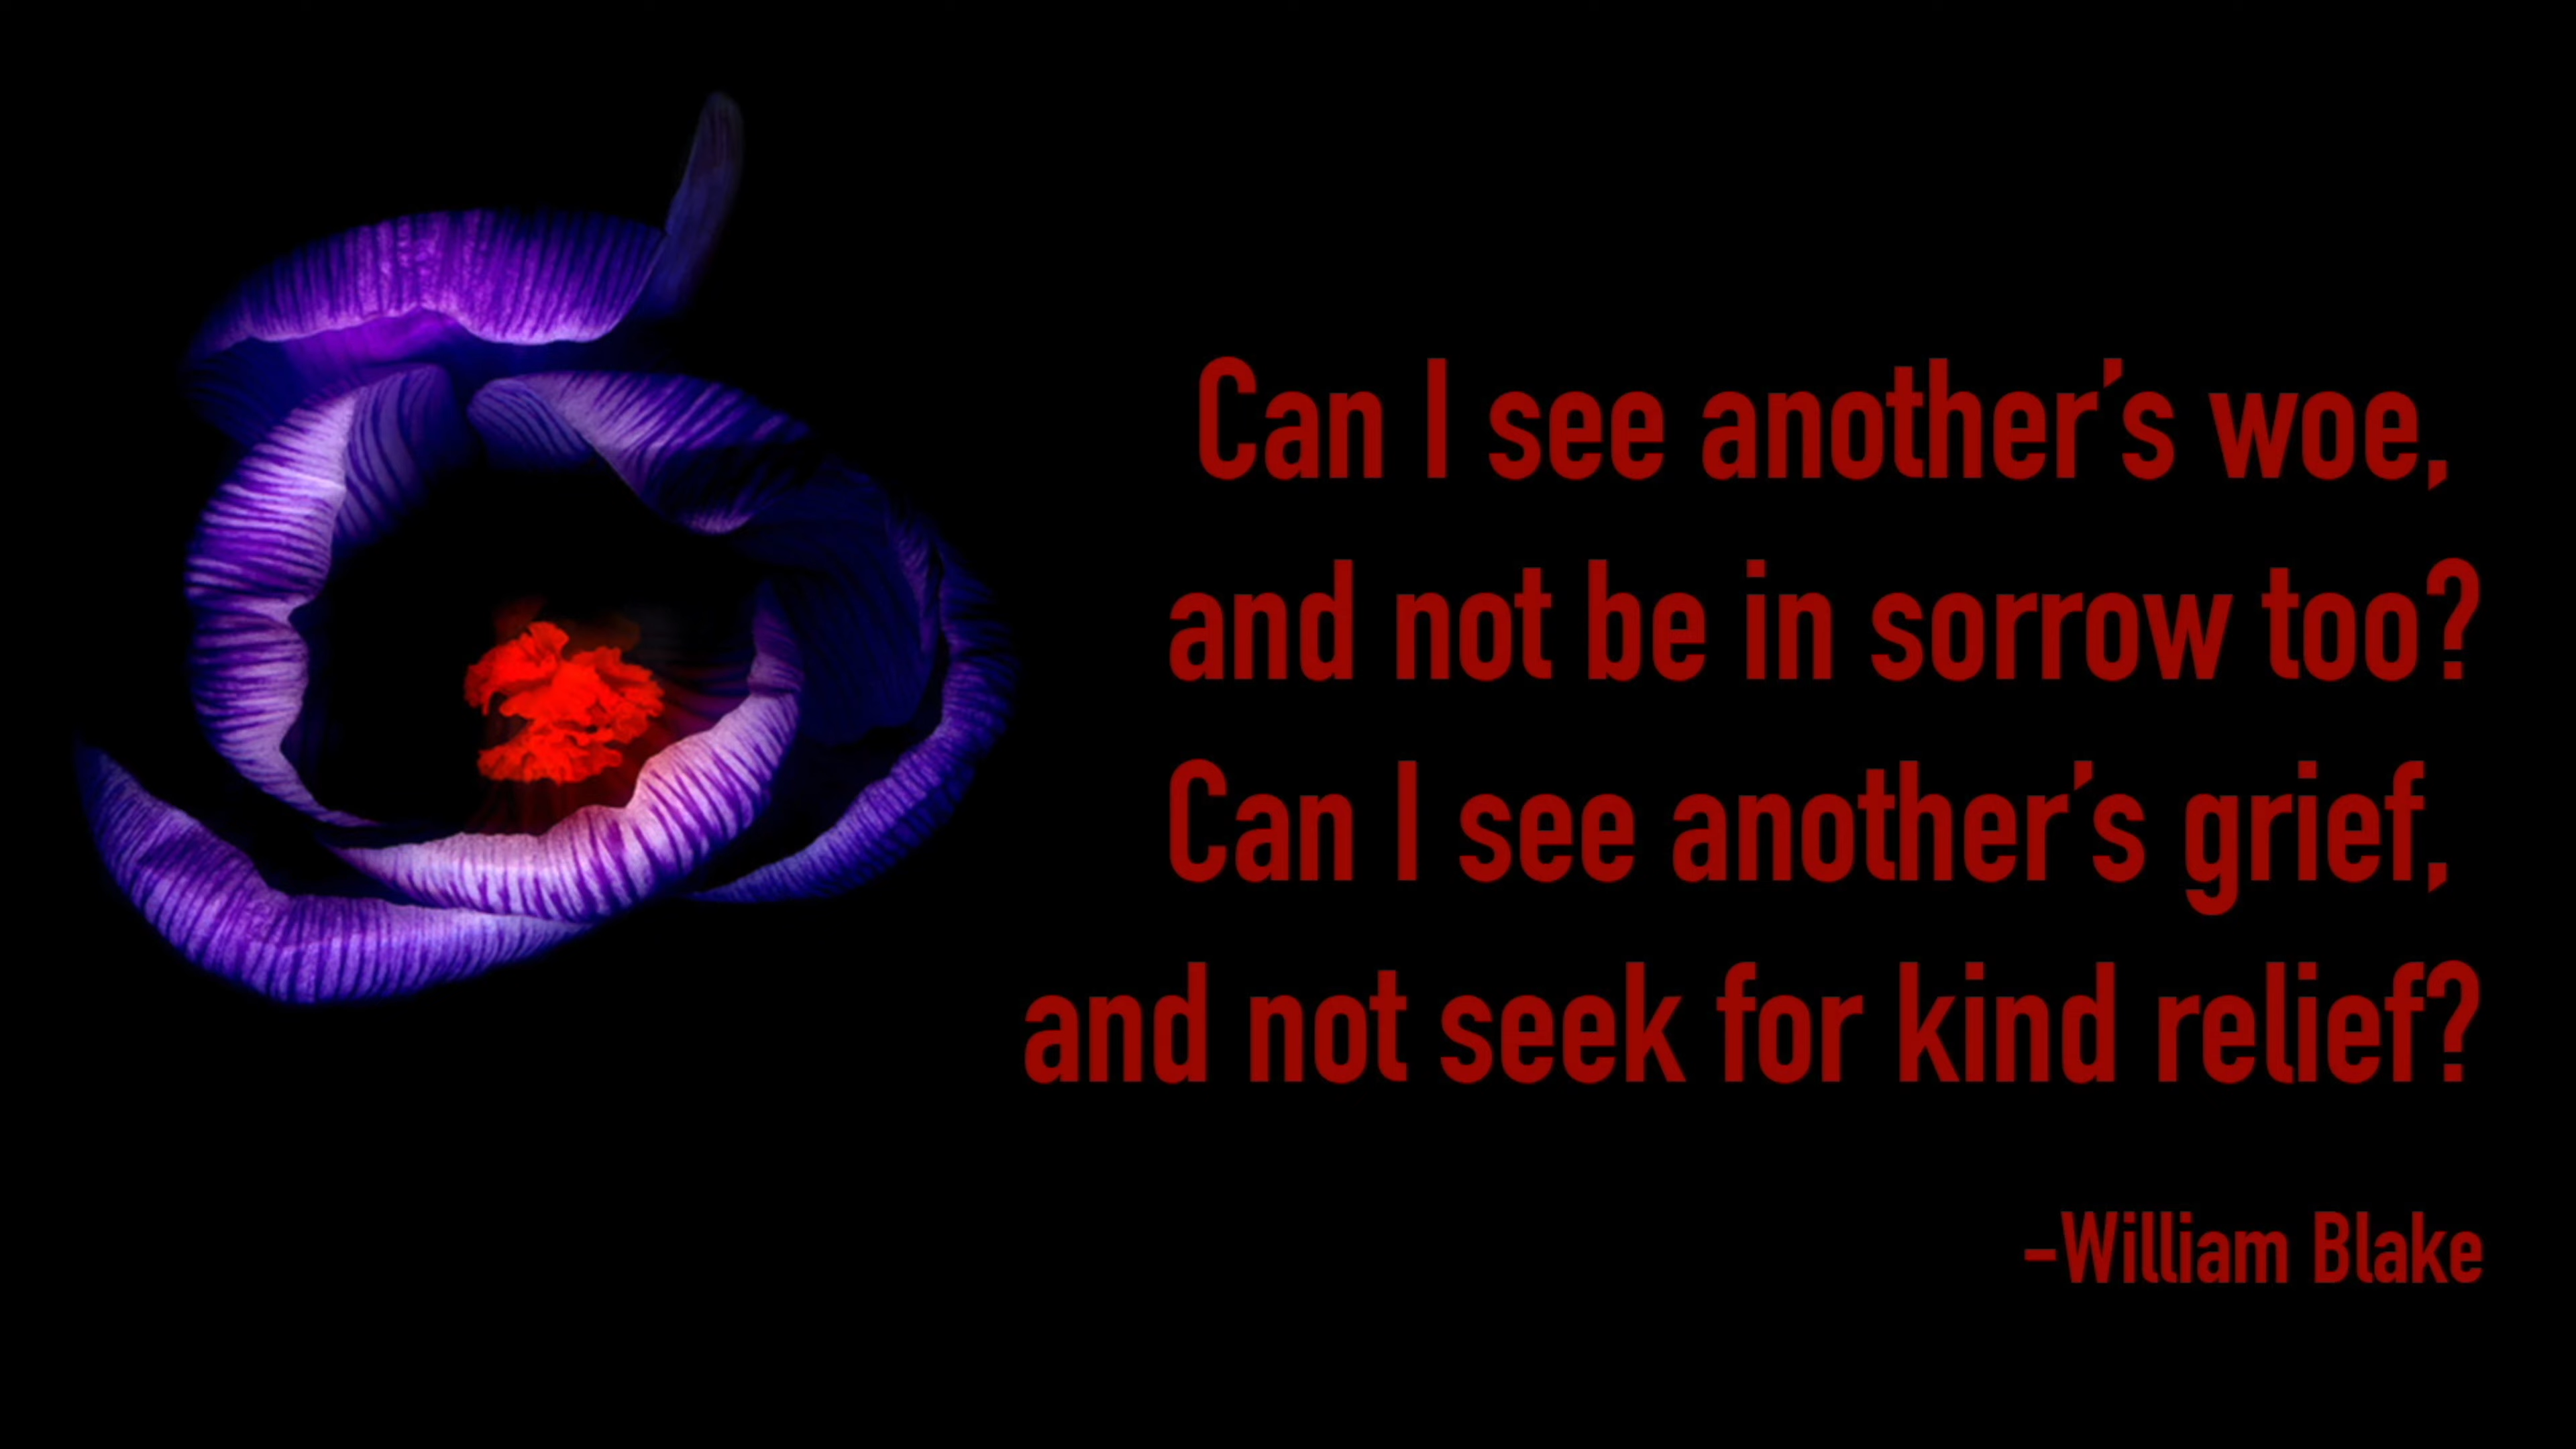 Can I see another’s woe,
and not be in sorrow too?
Can I see another’s grief,
and not seek for kind relief?
-William Blake